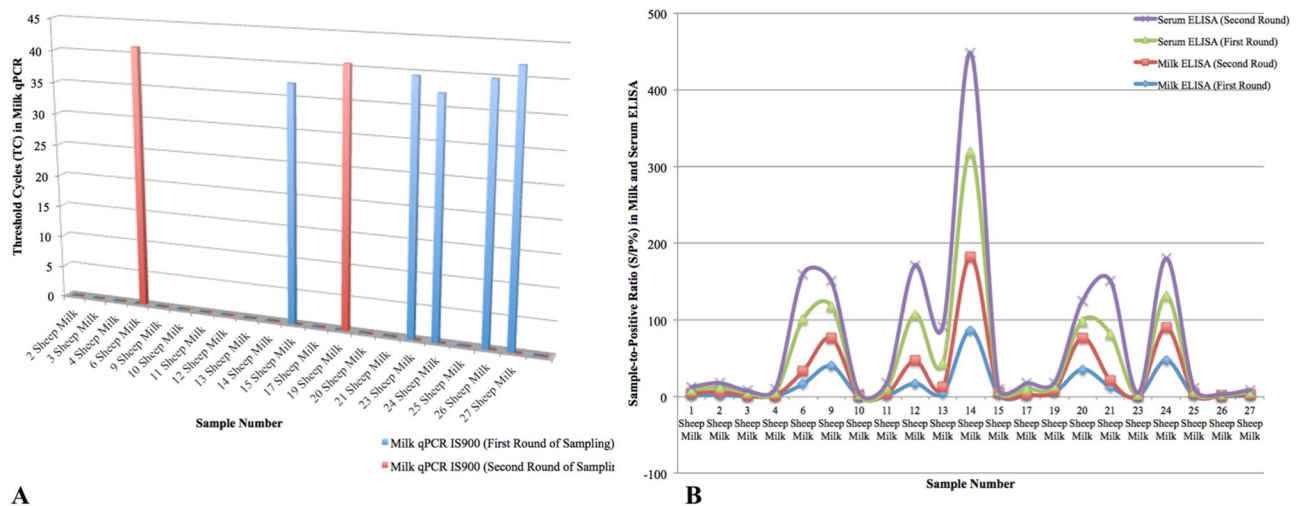 45
40
35
30
25
20
15
10
5
0
Threshold Cycles (TC) in Milk qPCR
2 Sheep Milk
3 Sheep Milk
4 Sheep Milk
6 Sheep Milk
9 Sheep Milk
10 Sheep Milk
11 Sheep Milk
12 Sheep Milk
13 Sheep Milk
14 Sheep Milk
15 Sheep Milk
17 Sheep Milk
19 Sheep Milk
20 Sheep Milk
21 Sheep Milk
23 Sheep Milk
24 Sheep Milk
25 Sheep Milk
26 Sheep Milk
27 Sheep Milk
Sample Number
Milk qPCR IS900 (First Round of Sampling)
Milk qPCR IS900 (Second Round of Samplin
A
500
400
300
200
100
0
-100
Sample-to-Positive Ratio (S/P%) in Milk and Serum ELISA
Serum ELISA (Second Round)
Serum ELISA (First Round)
Milk ELISA (Second Roud)
Milk ELISA (First Round)
1 2 3 4 6 9 10 11 12 13 14 15 17 19 20 21 23 24 25 26 27
Sheep Sheep Sheep Sheep Sheep Sheep Sheep Sheep Sheep Sheep Sheep Sheep Sheep Sheep Sheep Sheep Sheep Sheep Sheep Sheep Sheep
Milk Milk Milk Milk Milk Milk Milk Milk Milk Milk Milk Milk Milk Milk Milk Milk Milk Milk Milk Milk Milk
Sample Number
B